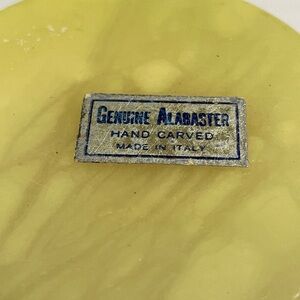 GENUINE ALABASTER
HAND CARVED
MADE IN ITALY